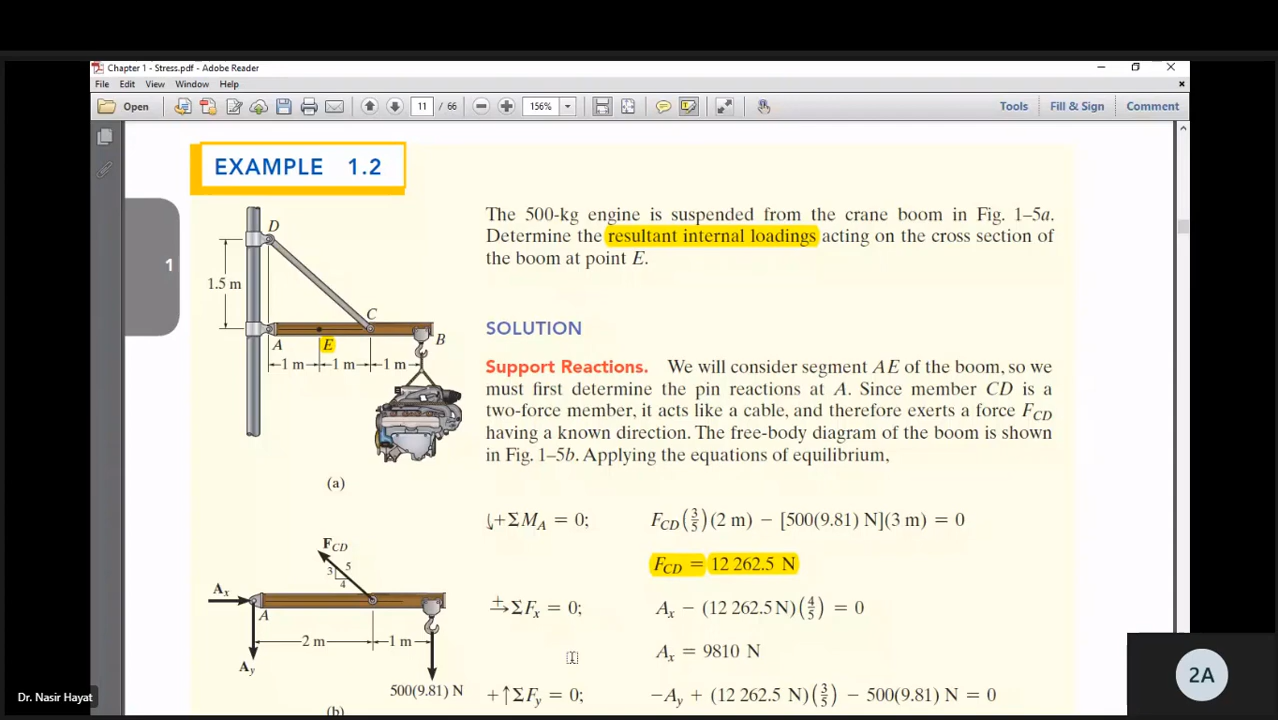 Chapter 1 - Stress.pdf - Adobe Reader
File Edit View Window Help
Open 11 / 66 156% Tools Fill & Sign Comment
EXAMPLE 1.2
1
The 500-kg engine is suspended from the crane boom in Fig. 1–5a.
Determine the resultant internal loadings acting on the cross section of
the boom at point E.
D
1.5 m
C
A E B
1 m 1 m 1 m
(a)
SOLUTION
Support Reactions. We will consider segment AE of the boom, so we
must first determine the pin reactions at A. Since member CD is a
two-force member, it acts like a cable, and therefore exerts a force F_CD
having a known direction. The free-body diagram of the boom is shown
in Fig. 1–5b. Applying the equations of equilibrium,
↓+ΣM_A = 0; F_CD(3/5)(2 m) − [500(9.81) N](3 m) = 0
F_CD = 12 262.5 N
→+ ΣF_x = 0; A_x − (12 262.5 N)(4/5) = 0
A_x = 9810 N
+↑ΣF_y = 0; −A_y + (12 262.5 N)(3/5) − 500(9.81) N = 0
F_CD
3 5
4
A_x
A
2 m 1 m
A_y
500(9.81) N
(b)
Dr. Nasir Hayat
2A